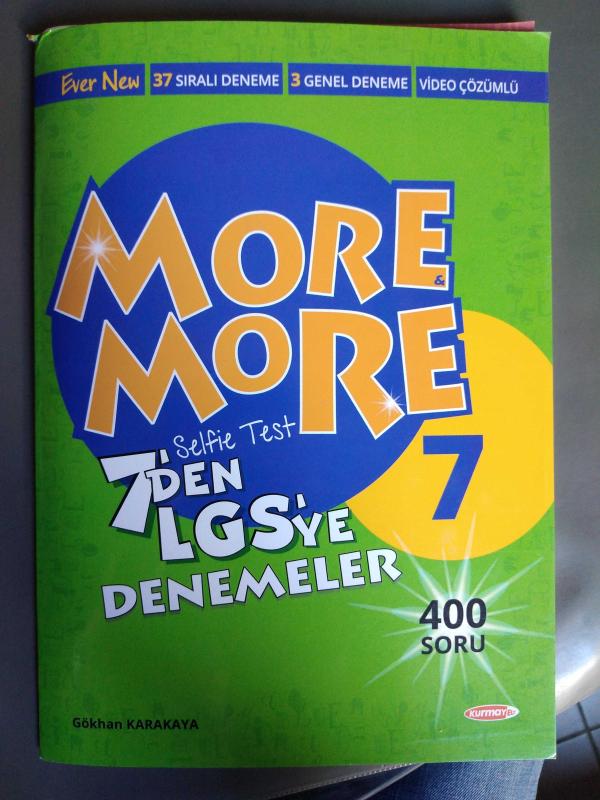 Ever New 37 SIRALI DENEME 3 GENEL DENEME VİDEO ÇÖZÜMLÜ
MORE &
MORE
Selfie Test
7'DEN
LGS'YE
DENEMELER
7
400
SORU
Gökhan KARAKAYA
KurmayELT